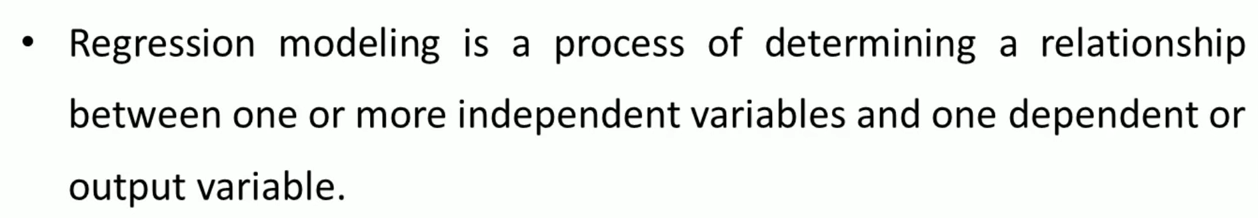 • Regression modeling is a process of determining a relationship
between one or more independent variables and one dependent or
output variable.